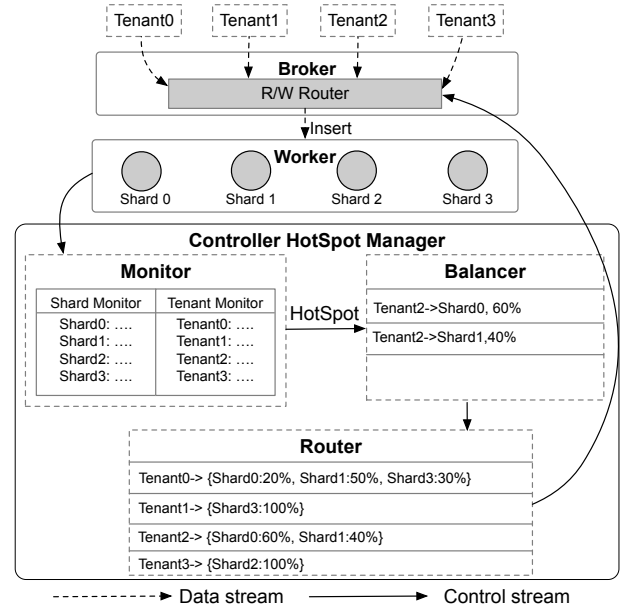 Tenant0 Tenant1 Tenant2 Tenant3
Broker
R/W Router
Insert
Worker
Shard 0 Shard 1 Shard 2 Shard 3
Controller HotSpot Manager
Monitor
Shard Monitor Tenant Monitor
Shard0: .... Tenant0: ....
Shard1: .... Tenant1: ....
Shard2: .... Tenant2: ....
Shard3: .... Tenant3: ....
HotSpot
Balancer
Tenant2->Shard0, 60%
Tenant2->Shard1,40%
Router
Tenant0-> {Shard0:20%, Shard1:50%, Shard3:30%}
Tenant1-> {Shard3:100%}
Tenant2-> {Shard0:60%, Shard1:40%}
Tenant3-> {Shard2:100%}
Data stream Control stream